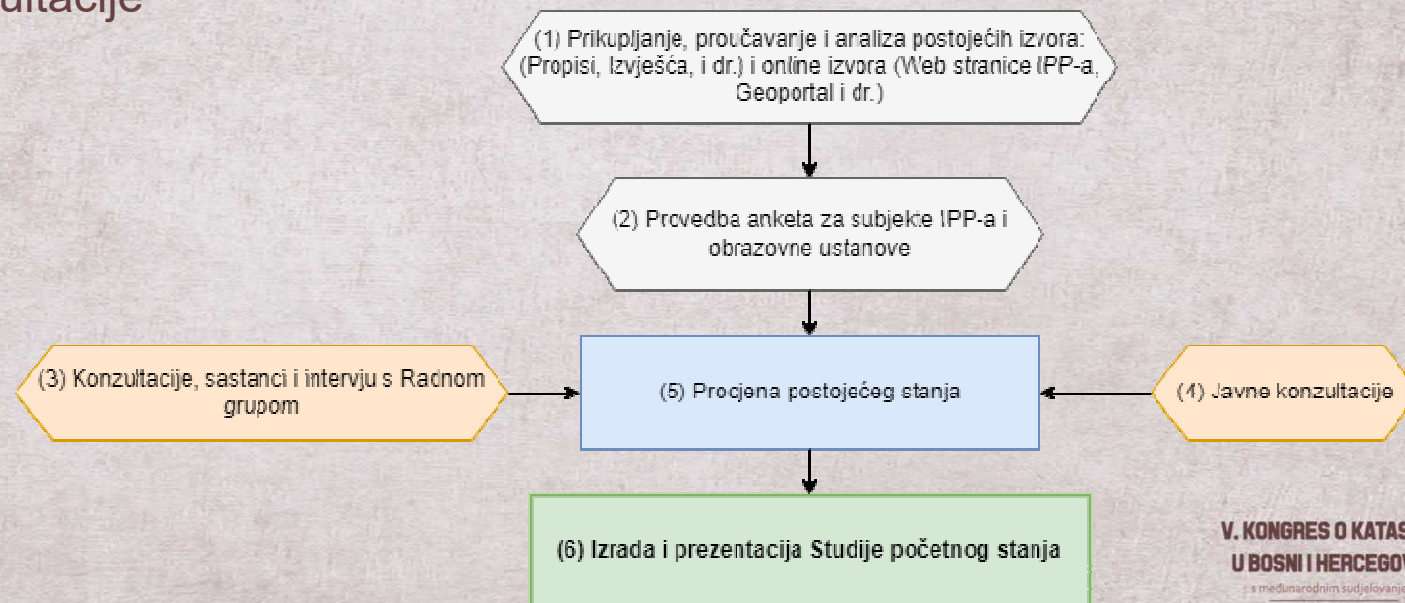 ultacije
(1) Prikupljanje, proučavanje i analiza postojećih izvora:
(Propisi, Izvješća, i dr.) i online izvora (Web stranice IPP-a,
Geoportal i dr.)
(2) Provedba anketa za subjekte IPP-a i
obrazovne ustanove
(3) Konzultacije, sastanci i intervju s Radnom
grupom
(5) Procjena postojećeg stanja
(4) Javne konzultacije
(6) Izrada i prezentacija Studije početnog stanja
V. KONGRES O KATAS
U BOSNI I HERCEGOV
s međunarodnim sudjelovanje